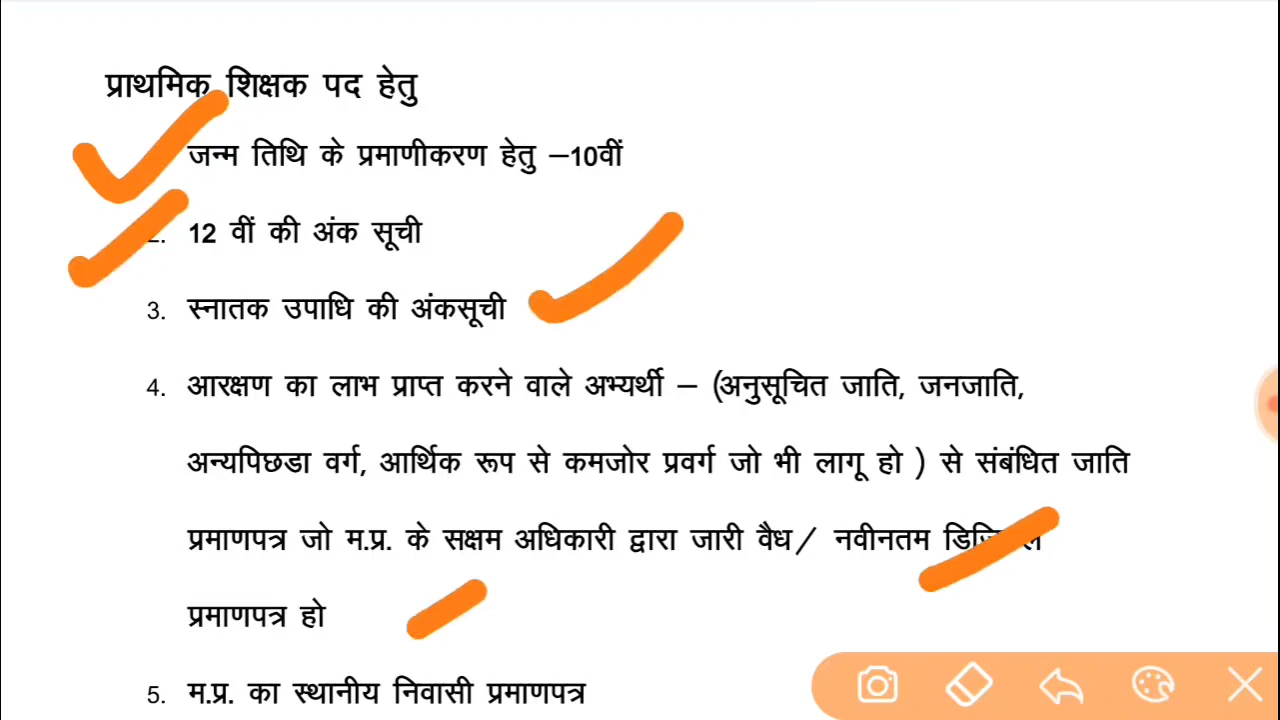 प्राथमिक शिक्षक पद हेतु
जन्म तिथि के प्रमाणीकरण हेतु –10वीं
2. 12 वीं की अंक सूची
3. स्नातक उपाधि की अंकसूची
4. आरक्षण का लाभ प्राप्त करने वाले अभ्यर्थी – (अनुसूचित जाति, जनजाति,
अन्यपिछडा वर्ग, आर्थिक रूप से कमजोर प्रवर्ग जो भी लागू हो ) से संबंधित जाति
प्रमाणपत्र जो म.प्र. के सक्षम अधिकारी द्वारा जारी वैध/ नवीनतम
प्रमाणपत्र हो
5. म.प्र. का स्थानीय निवासी प्रमाणपत्र